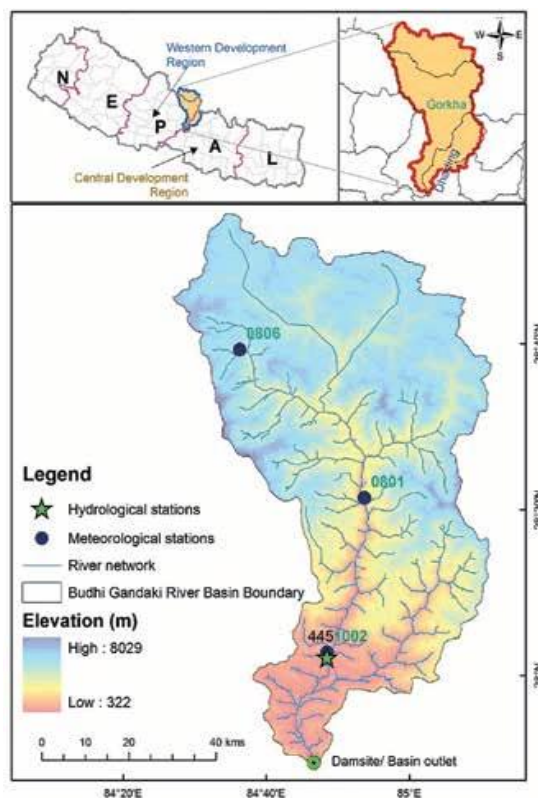 Western Development
Region
N
E
P
A
L
Central Development
Region
W
E
S
Gorkha
Dhading
0806
0801
445
1002
Legend
Hydrological stations
Meteorological stations
River network
Budhi Gandaki River Basin Boundary
Elevation (m)
High : 8029
Low : 322
0 10 20 40 kms
Damsite/ Basin outlet
84°20'E
84°40'E
85°E